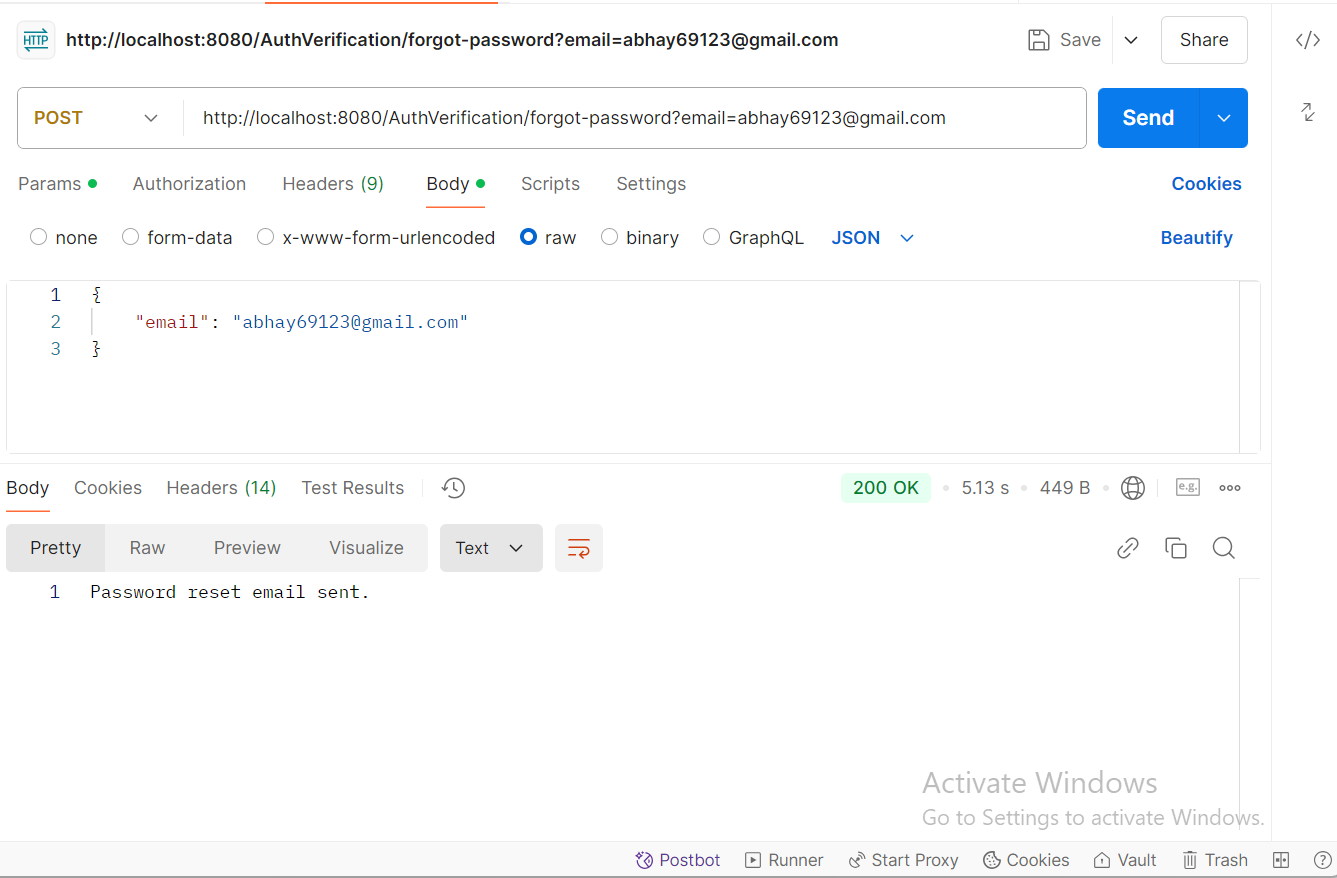 HTTP http://localhost:8080/AuthVerification/forgot-password?email=abhay69123@gmail.com Save Share
POST http://localhost:8080/AuthVerification/forgot-password?email=abhay69123@gmail.com Send
Params Authorization Headers (9) Body Scripts Settings Cookies
none form-data x-www-form-urlencoded raw binary GraphQL JSON Beautify
1 {
2 "email": "abhay69123@gmail.com"
3 }
Body Cookies Headers (14) Test Results 200 OK 5.13 s 449 B e.g.
Pretty Raw Preview Visualize Text
1 Password reset email sent.
Activate Windows
Go to Settings to activate Windows.
Postbot Runner Start Proxy Cookies Vault Trash